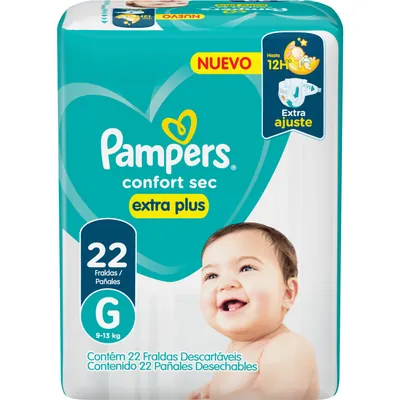 NUEVO
Hasta
12H
Extra
ajuste
Pampers®
confort sec
extra plus
22
Fraldas /
Pañales
G
9-13 kg
Contém 22 Fraldas Descartáveis
Contenido 22 Pañales Desechables